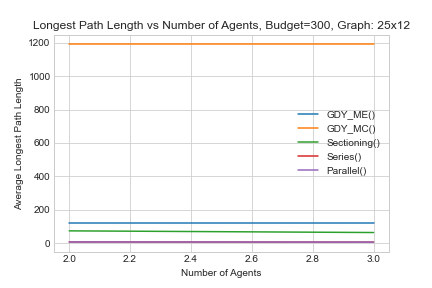 Longest Path Length vs Number of Agents, Budget=300, Graph: 25x12
Average Longest Path Length
1200
1000
800
600
400
200
0
GDY_ME()
GDY_MC()
Sectioning()
Series()
Parallel()
2.0 2.2 2.4 2.6 2.8 3.0
Number of Agents